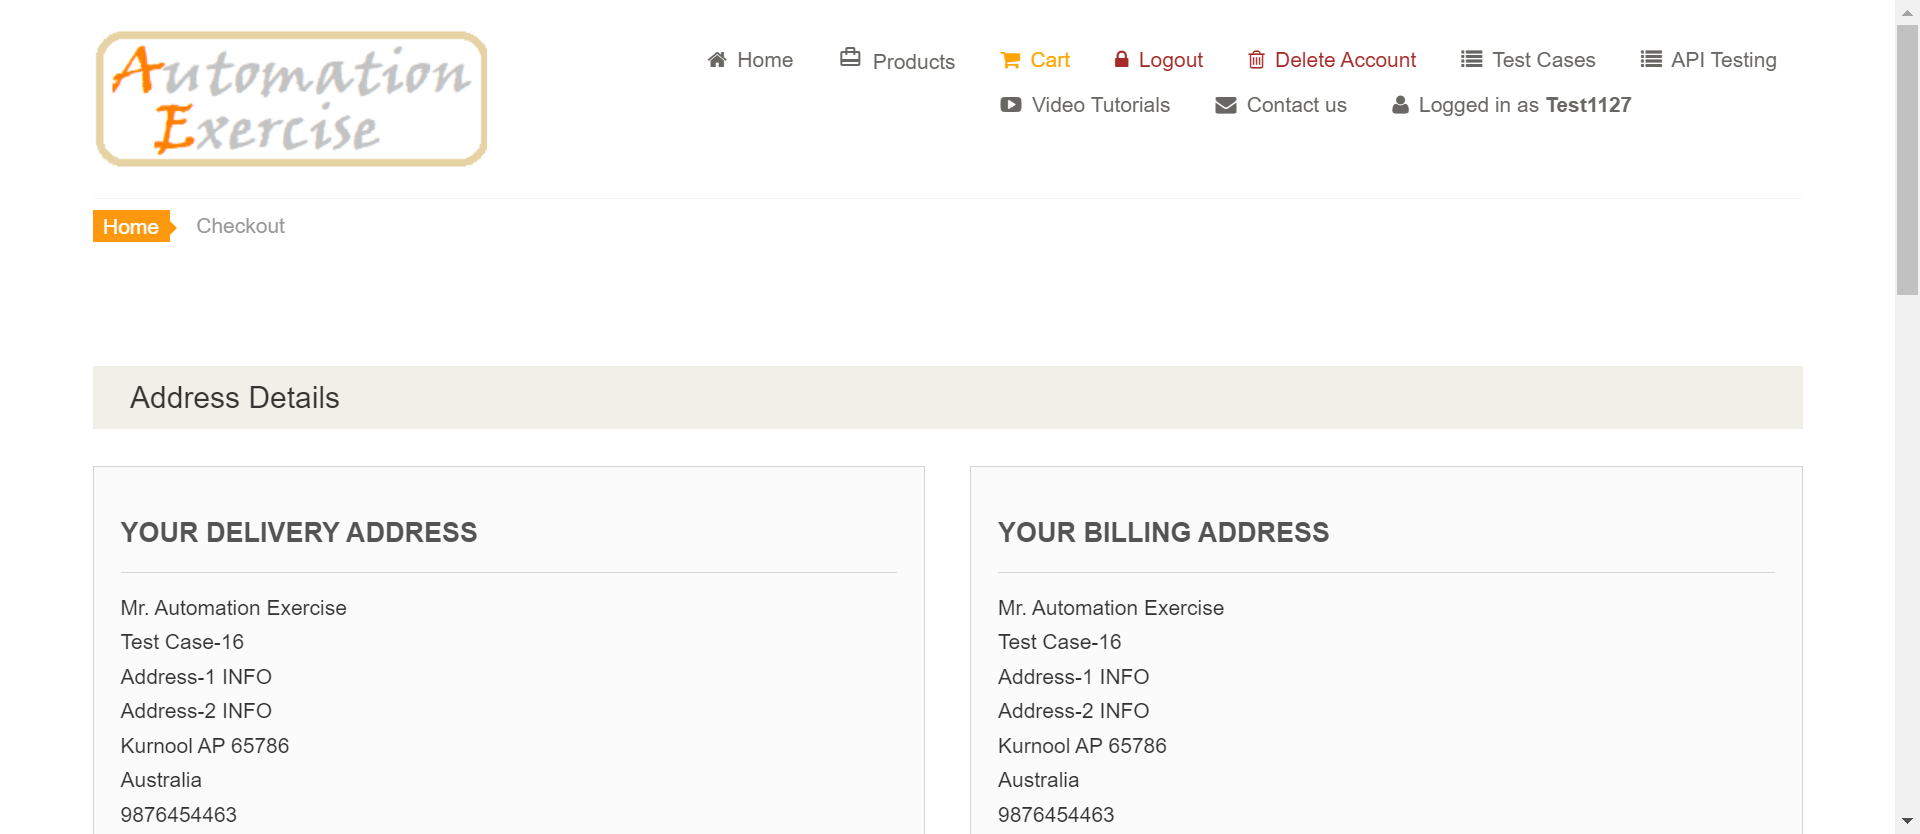 Automation
Exercise
Home
Products
Cart
Logout
Delete Account
Test Cases
API Testing
Video Tutorials
Contact us
Logged in as Test1127
Home
Checkout
Address Details
YOUR DELIVERY ADDRESS
Mr. Automation Exercise
Test Case-16
Address-1 INFO
Address-2 INFO
Kurnool AP 65786
Australia
9876454463
YOUR BILLING ADDRESS
Mr. Automation Exercise
Test Case-16
Address-1 INFO
Address-2 INFO
Kurnool AP 65786
Australia
9876454463